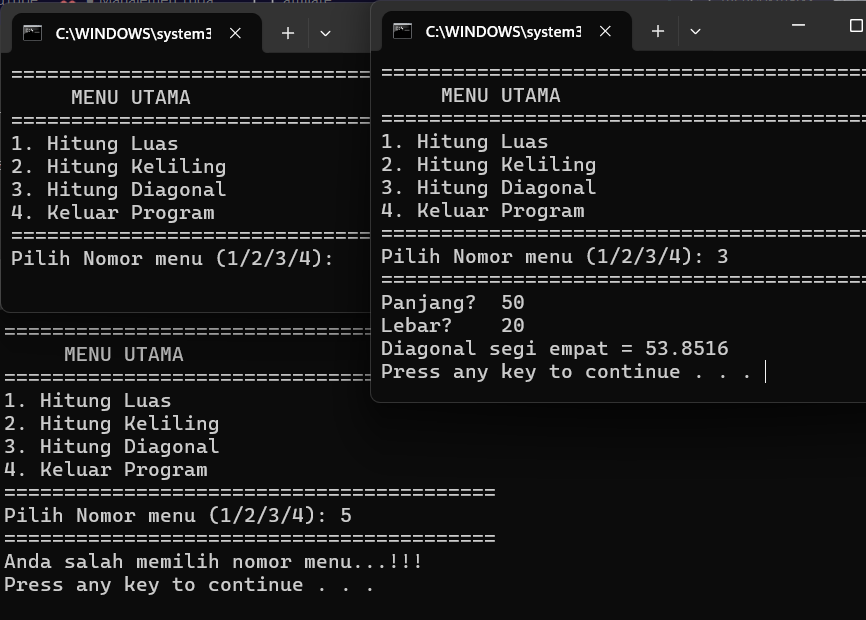 C:\WINDOWS\system3
========================================
MENU UTAMA
========================================
1. Hitung Luas
2. Hitung Keliling
3. Hitung Diagonal
4. Keluar Program
========================================
Pilih Nomor menu (1/2/3/4):
C:\WINDOWS\system3
========================================
MENU UTAMA
========================================
1. Hitung Luas
2. Hitung Keliling
3. Hitung Diagonal
4. Keluar Program
========================================
Pilih Nomor menu (1/2/3/4): 3
========================================
Panjang?  50
Lebar?    20
Diagonal segi empat = 53.8516
Press any key to continue . . .
========================================
MENU UTAMA
========================================
1. Hitung Luas
2. Hitung Keliling
3. Hitung Diagonal
4. Keluar Program
=========================================
Pilih Nomor menu (1/2/3/4): 5
=========================================
Anda salah memilih nomor menu...!!!
Press any key to continue . . .